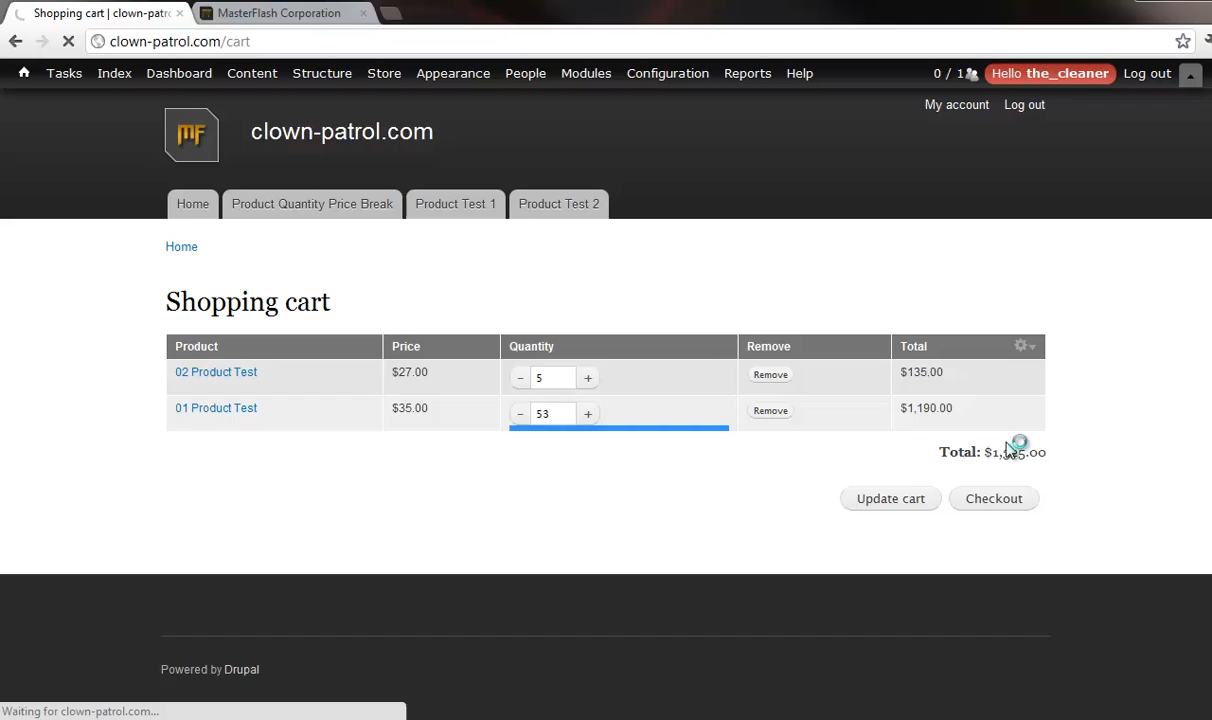 Shopping cart | clown-patro
MasterFlash Corporation
clown-patrol.com/cart
Tasks Index Dashboard Content Structure Store Appearance People Modules Configuration Reports Help 0 / 1 Hello the_cleaner Log out
My account Log out
MF clown-patrol.com
Home Product Quantity Price Break Product Test 1 Product Test 2
Home
Shopping cart
Product Price Quantity Remove Total
02 Product Test $27.00 - 5 + Remove $135.00
01 Product Test $35.00 - 53 + Remove $1,190.00
Total:
Update cart Checkout
Powered by Drupal
Waiting for clown-patrol.com...